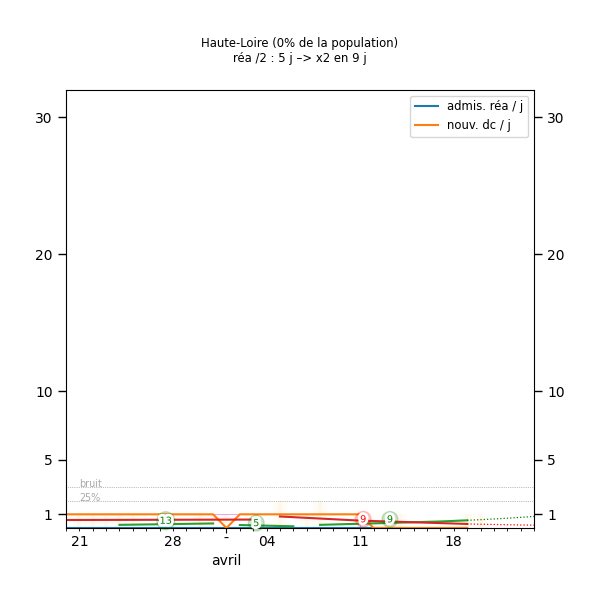 Haute-Loire (0% de la population)
réa /2 : 5 j –> x2 en 9 j
admis. réa / j
nouv. dc / j
30 30
20 20
10 10
5 5
bruit
25%
1 13 5 9 9 1
21 28 - 04 11 18
avril